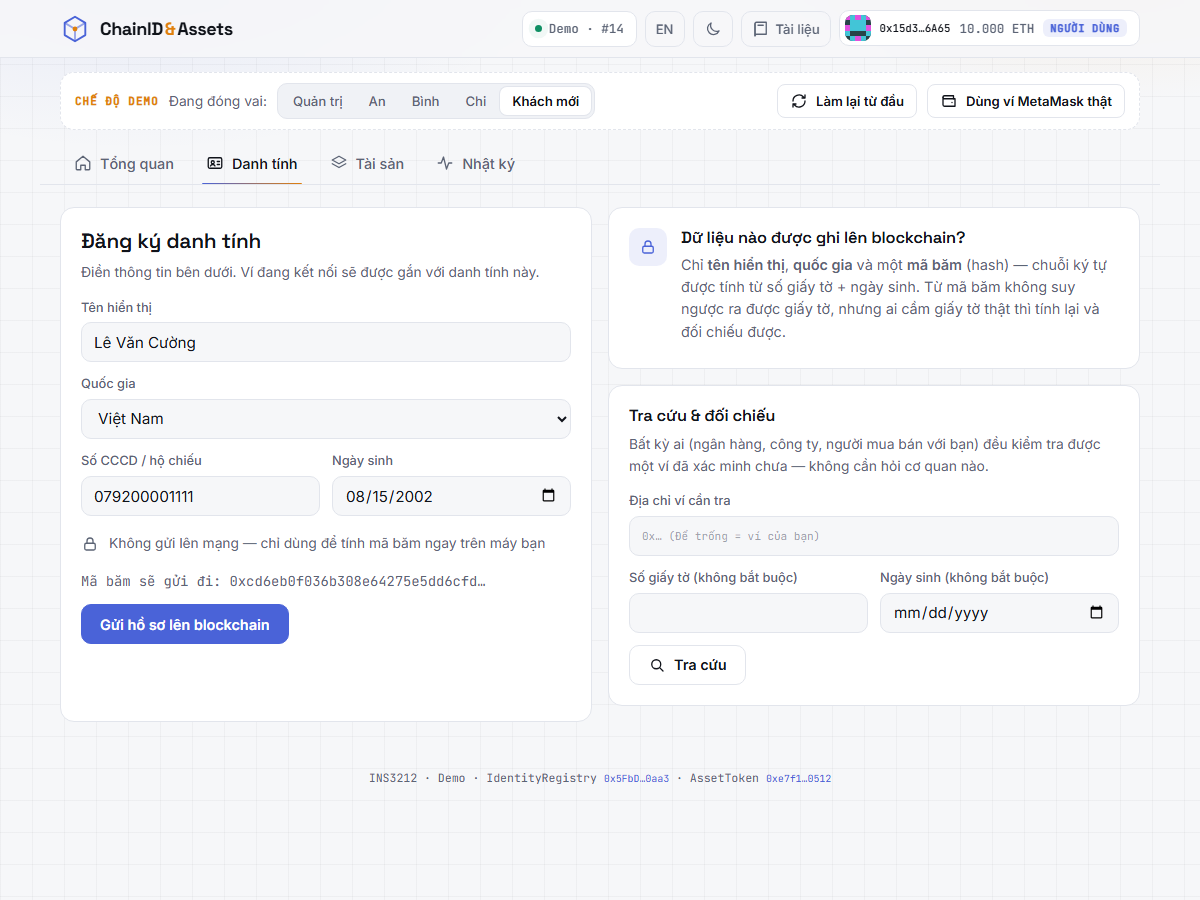 ChainID&Assets
Demo · #14
EN
Tài liệu
0x15d3…6A65 10.000 ETH NGƯỜI DÙNG
CHẾ ĐỘ DEMO Đang đóng vai:
Quản trị An Bình Chi Khách mới
Làm lại từ đầu
Dùng ví MetaMask thật
Tổng quan Danh tính Tài sản Nhật ký
Đăng ký danh tính
Điền thông tin bên dưới. Ví đang kết nối sẽ được gắn với danh tính này.
Tên hiển thị
Lê Văn Cường
Quốc gia
Việt Nam
Số CCCD / hộ chiếu Ngày sinh
079200001111 08/15/2002
Không gửi lên mạng — chỉ dùng để tính mã băm ngay trên máy bạn
Mã băm sẽ gửi đi: 0xcd6eb0f036b308e64275e5dd6cfd…
Gửi hồ sơ lên blockchain
Dữ liệu nào được ghi lên blockchain?
Chỉ tên hiển thị, quốc gia và một mã băm (hash) — chuỗi ký tự
được tính từ số giấy tờ + ngày sinh. Từ mã băm không suy
ngược ra được giấy tờ, nhưng ai cầm giấy tờ thật thì tính lại và
đối chiếu được.
Tra cứu & đối chiếu
Bất kỳ ai (ngân hàng, công ty, người mua bán với bạn) đều kiểm tra được
một ví đã xác minh chưa — không cần hỏi cơ quan nào.
Địa chỉ ví cần tra
0x… (Để trống = ví của bạn)
Số giấy tờ (không bắt buộc) Ngày sinh (không bắt buộc)
mm/dd/yyyy
Tra cứu
INS3212 · Demo · IdentityRegistry 0x5FbD…0aa3 · AssetToken 0xe7f1…0512